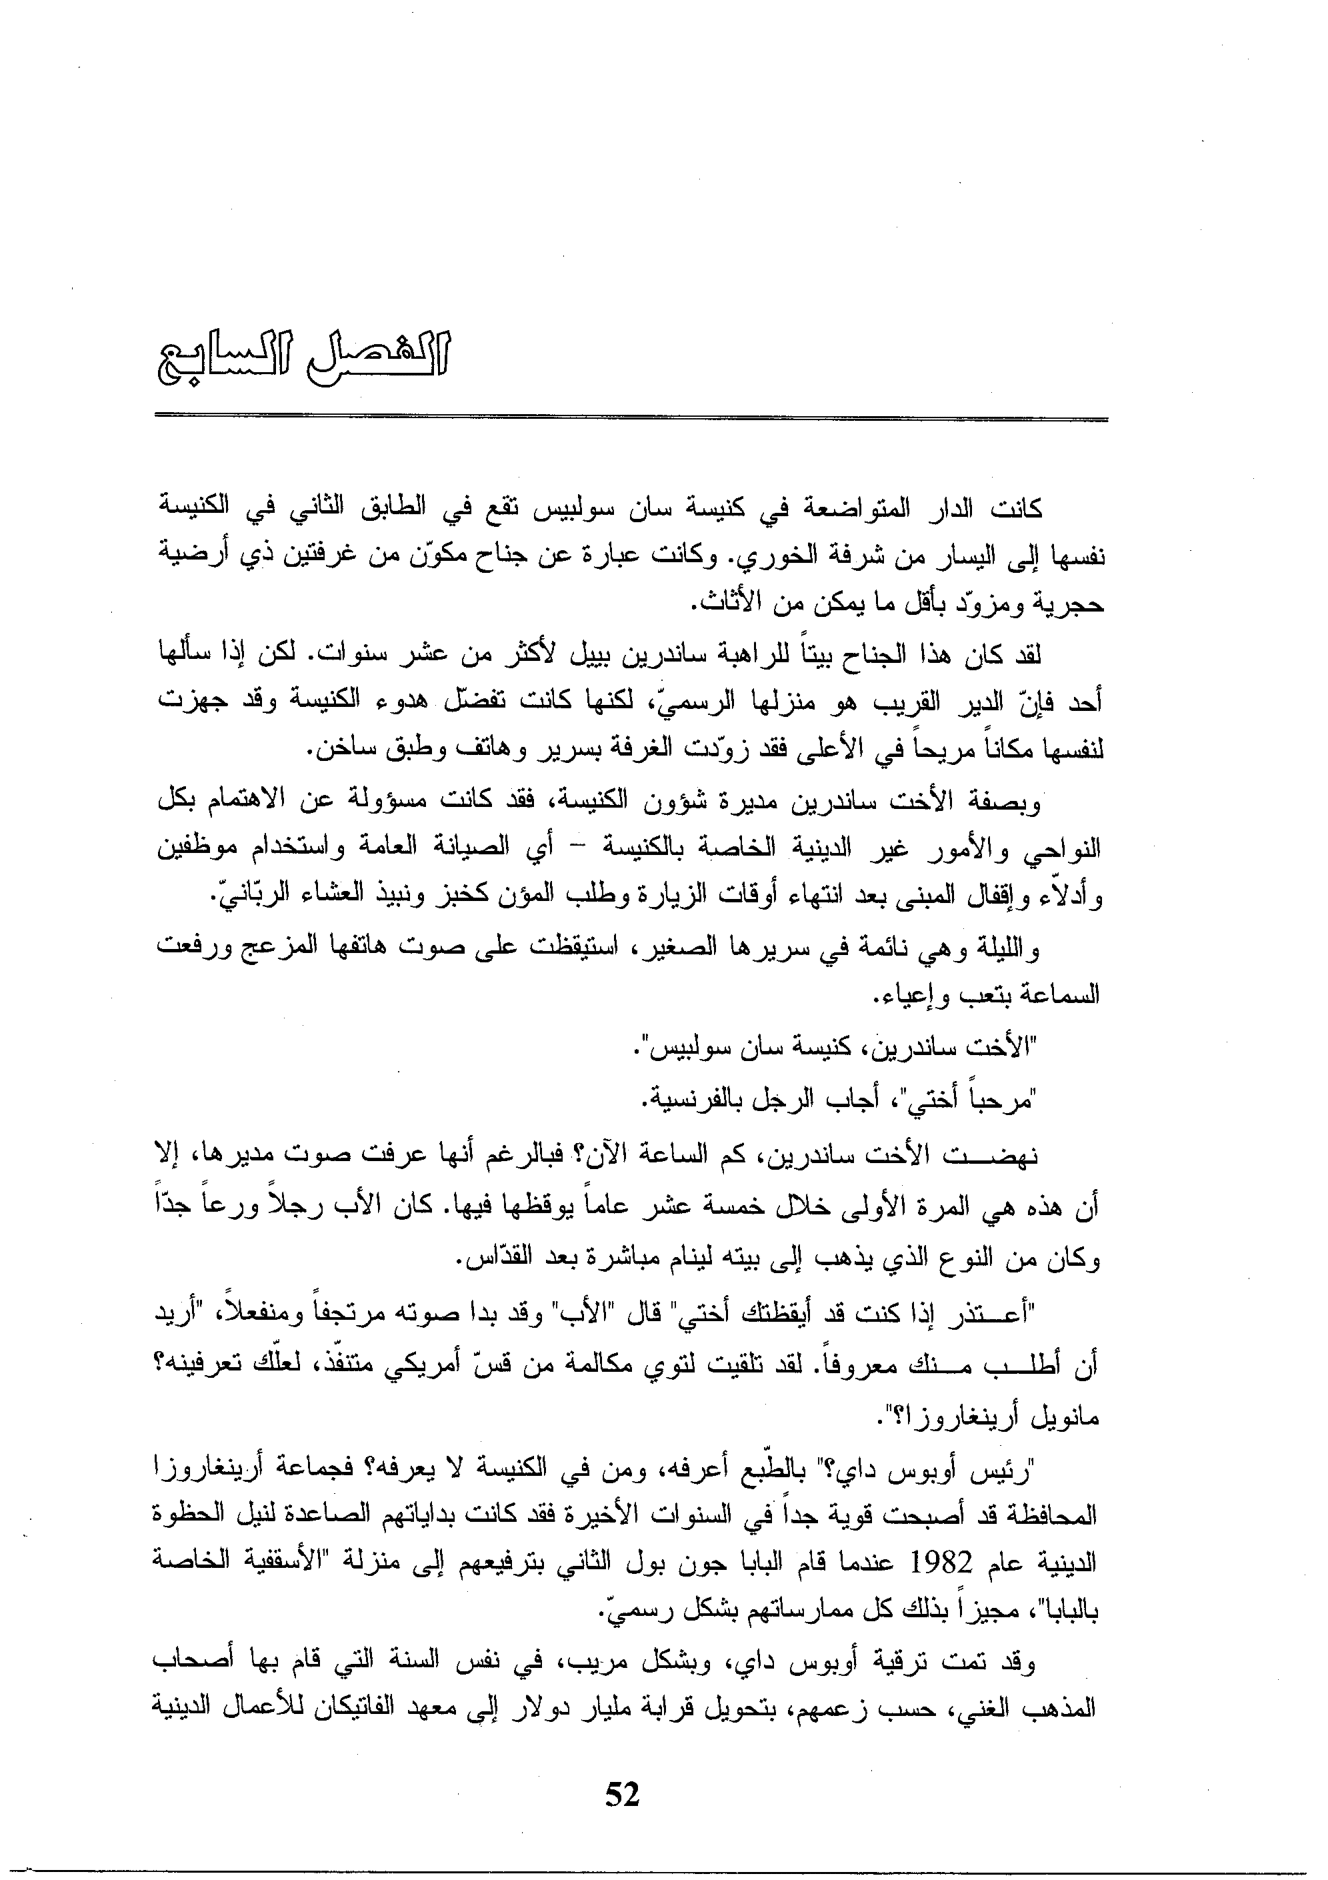 الفصل السابع
كانت الدار المتواضعة في كنيسة سان سولبيس تقع في الطابق الثاني في الكنيسة
نفسها إلى اليسار من شرفة الخوري. وكانت عبارة عن جناح مكوّن من غرفتين ذي أرضية
حجرية ومزوّد بأقل ما يمكن من الأثاث.
لقد كان هذا الجناح بيتاً للراهبة ساندرين بييل لأكثر من عشر سنوات. لكن إذا سألها
أحد فإنّ الدير القريب هو منزلها الرسميّ، لكنها كانت تفضّل هدوء الكنيسة وقد جهزت
لنفسها مكاناً مريحاً في الأعلى فقد زوّدت الغرفة بسرير وهاتف وطبق ساخن.
وبصفة الأخت ساندرين مديرة شؤون الكنيسة، فقد كانت مسؤولة عن الاهتمام بكل
النواحي والأمور غير الدينية الخاصة بالكنيسة – أي الصيانة العامة واستخدام موظفين
وأدلاّء وإقفال المبنى بعد انتهاء أوقات الزيارة وطلب المؤن كخبز ونبيذ العشاء الربّانيّ.
والليلة وهي نائمة في سريرها الصغير، استيقظت على صوت هاتفها المزعج ورفعت
السماعة بتعب وإعياء.
"الأخت ساندرين، كنيسة سان سولبيس".
"مرحباً أختي"، أجاب الرجل بالفرنسية.
نهضـــت الأخت ساندرين، كم الساعة الآن؟ فبالرغم أنها عرفت صوت مديرها، إلا
أن هذه هي المرة الأولى خلال خمسة عشر عاماً يوقظها فيها. كان الأب رجلاً ورعاً جدّاً
وكان من النوع الذي يذهب إلى بيته لينام مباشرة بعد القدّاس.
"أعـــتذر إذا كنت قد أيقظتك أختي" قال "الأب" وقد بدا صوته مرتجفاً ومنفعلاً، "أريد
أن أطلـــب مـــنك معروفاً. لقد تلقيت لتوي مكالمة من قسّ أمريكي متنفّذ، لعلّك تعرفينه؟
مانويل أرينغاروزا؟".
"رئيس أوبوس داي؟" بالطّبع أعرفه، ومن في الكنيسة لا يعرفه؟ فجماعة أرينغاروزا
المحافظة قد أصبحت قوية جداً في السنوات الأخيرة فقد كانت بداياتهم الصاعدة لنيل الحظوة
الدينية عام 1982 عندما قام البابا جون بول الثاني بترفيعهم إلى منزلة "الأسقفية الخاصة
بالبابا"، مجيزاً بذلك كل ممارساتهم بشكل رسميّ.
وقد تمت ترقية أوبوس داي، وبشكل مريب، في نفس السنة التي قام بها أصحاب
المذهب الغني، حسب زعمهم، بتحويل قرابة مليار دولار إلى معهد الفاتيكان للأعمال الدينية
52